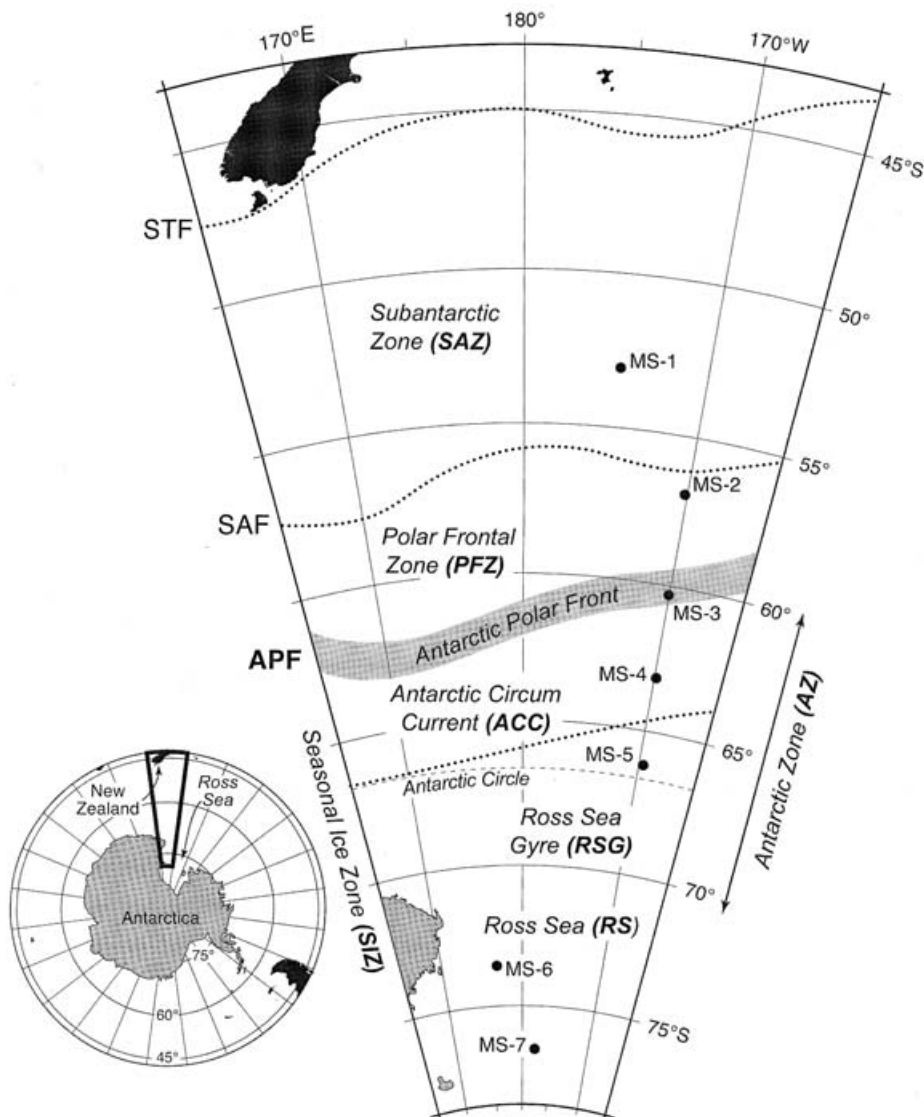 170°E
180°
170°W
45°S
STF
Subantarctic
Zone (SAZ)
50°
MS-1
55°
MS-2
SAF
Polar Frontal
Zone (PFZ)
Antarctic Polar Front
60°
MS-3
APF
MS-4
Antarctic Circum
Current (ACC)
Antarctic Zone (AZ)
65°
MS-5
Antarctic Circle
Seasonal Ice Zone (SIZ)
Ross Sea
Gyre (RSG)
70°
Ross Sea (RS)
MS-6
75°S
MS-7
New
Zealand
Ross
Sea
Antarctica
75°
60°
45°